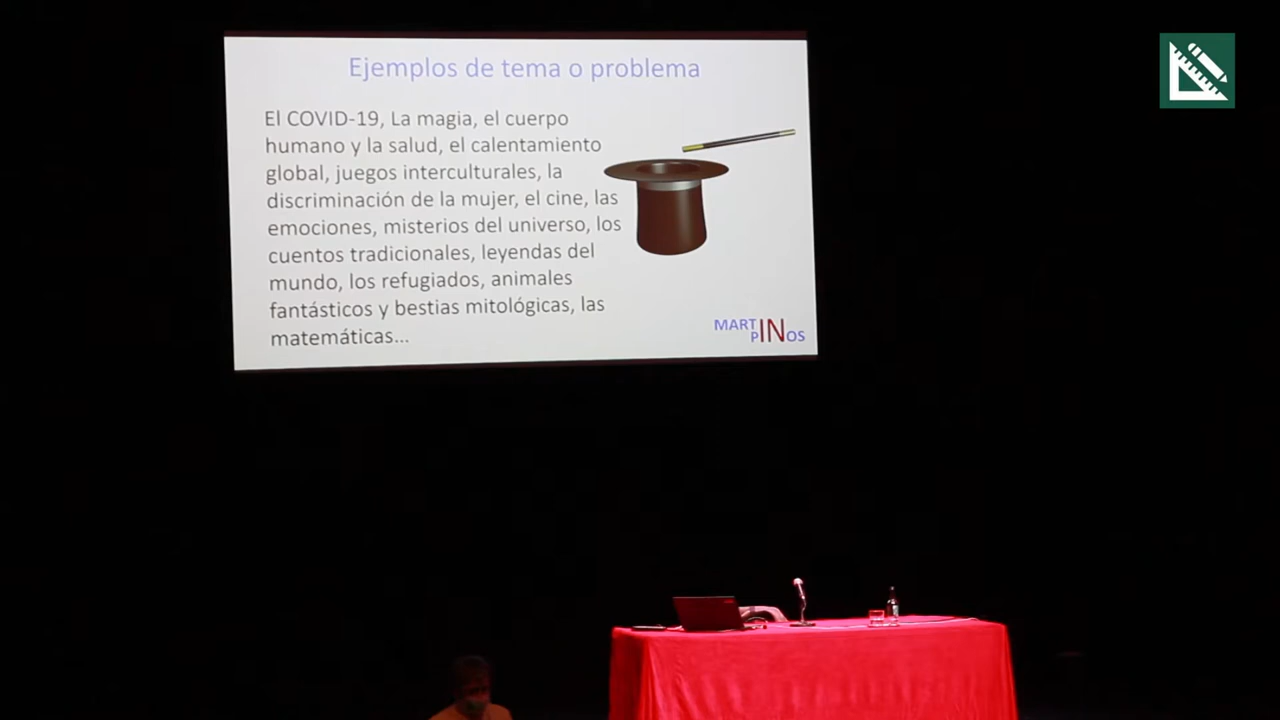 Ejemplos de tema o problema
El COVID-19, La magia, el cuerpo
humano y la salud, el calentamiento
global, juegos interculturales, la
discriminación de la mujer, el cine, las
emociones, misterios del universo, los
cuentos tradicionales, leyendas del
mundo, los refugiados, animales
fantásticos y bestias mitológicas, las
matemáticas...
MARTIN
PINOS